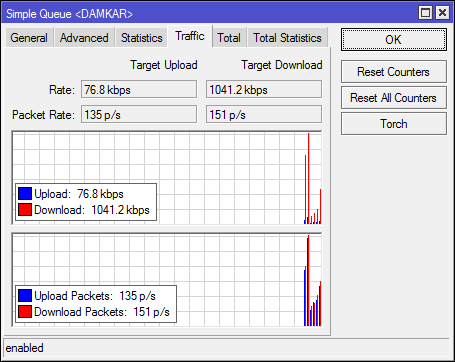 Simple Queue <DAMKAR>
General Advanced Statistics Traffic Total Total Statistics
OK
Reset Counters
Reset All Counters
Torch
Target Upload Target Download
Rate: 76.8 kbps 1041.2 kbps
Packet Rate: 135 p/s 151 p/s
Upload: 76.8 kbps
Download: 1041.2 kbps
Upload Packets: 135 p/s
Download Packets: 151 p/s
enabled